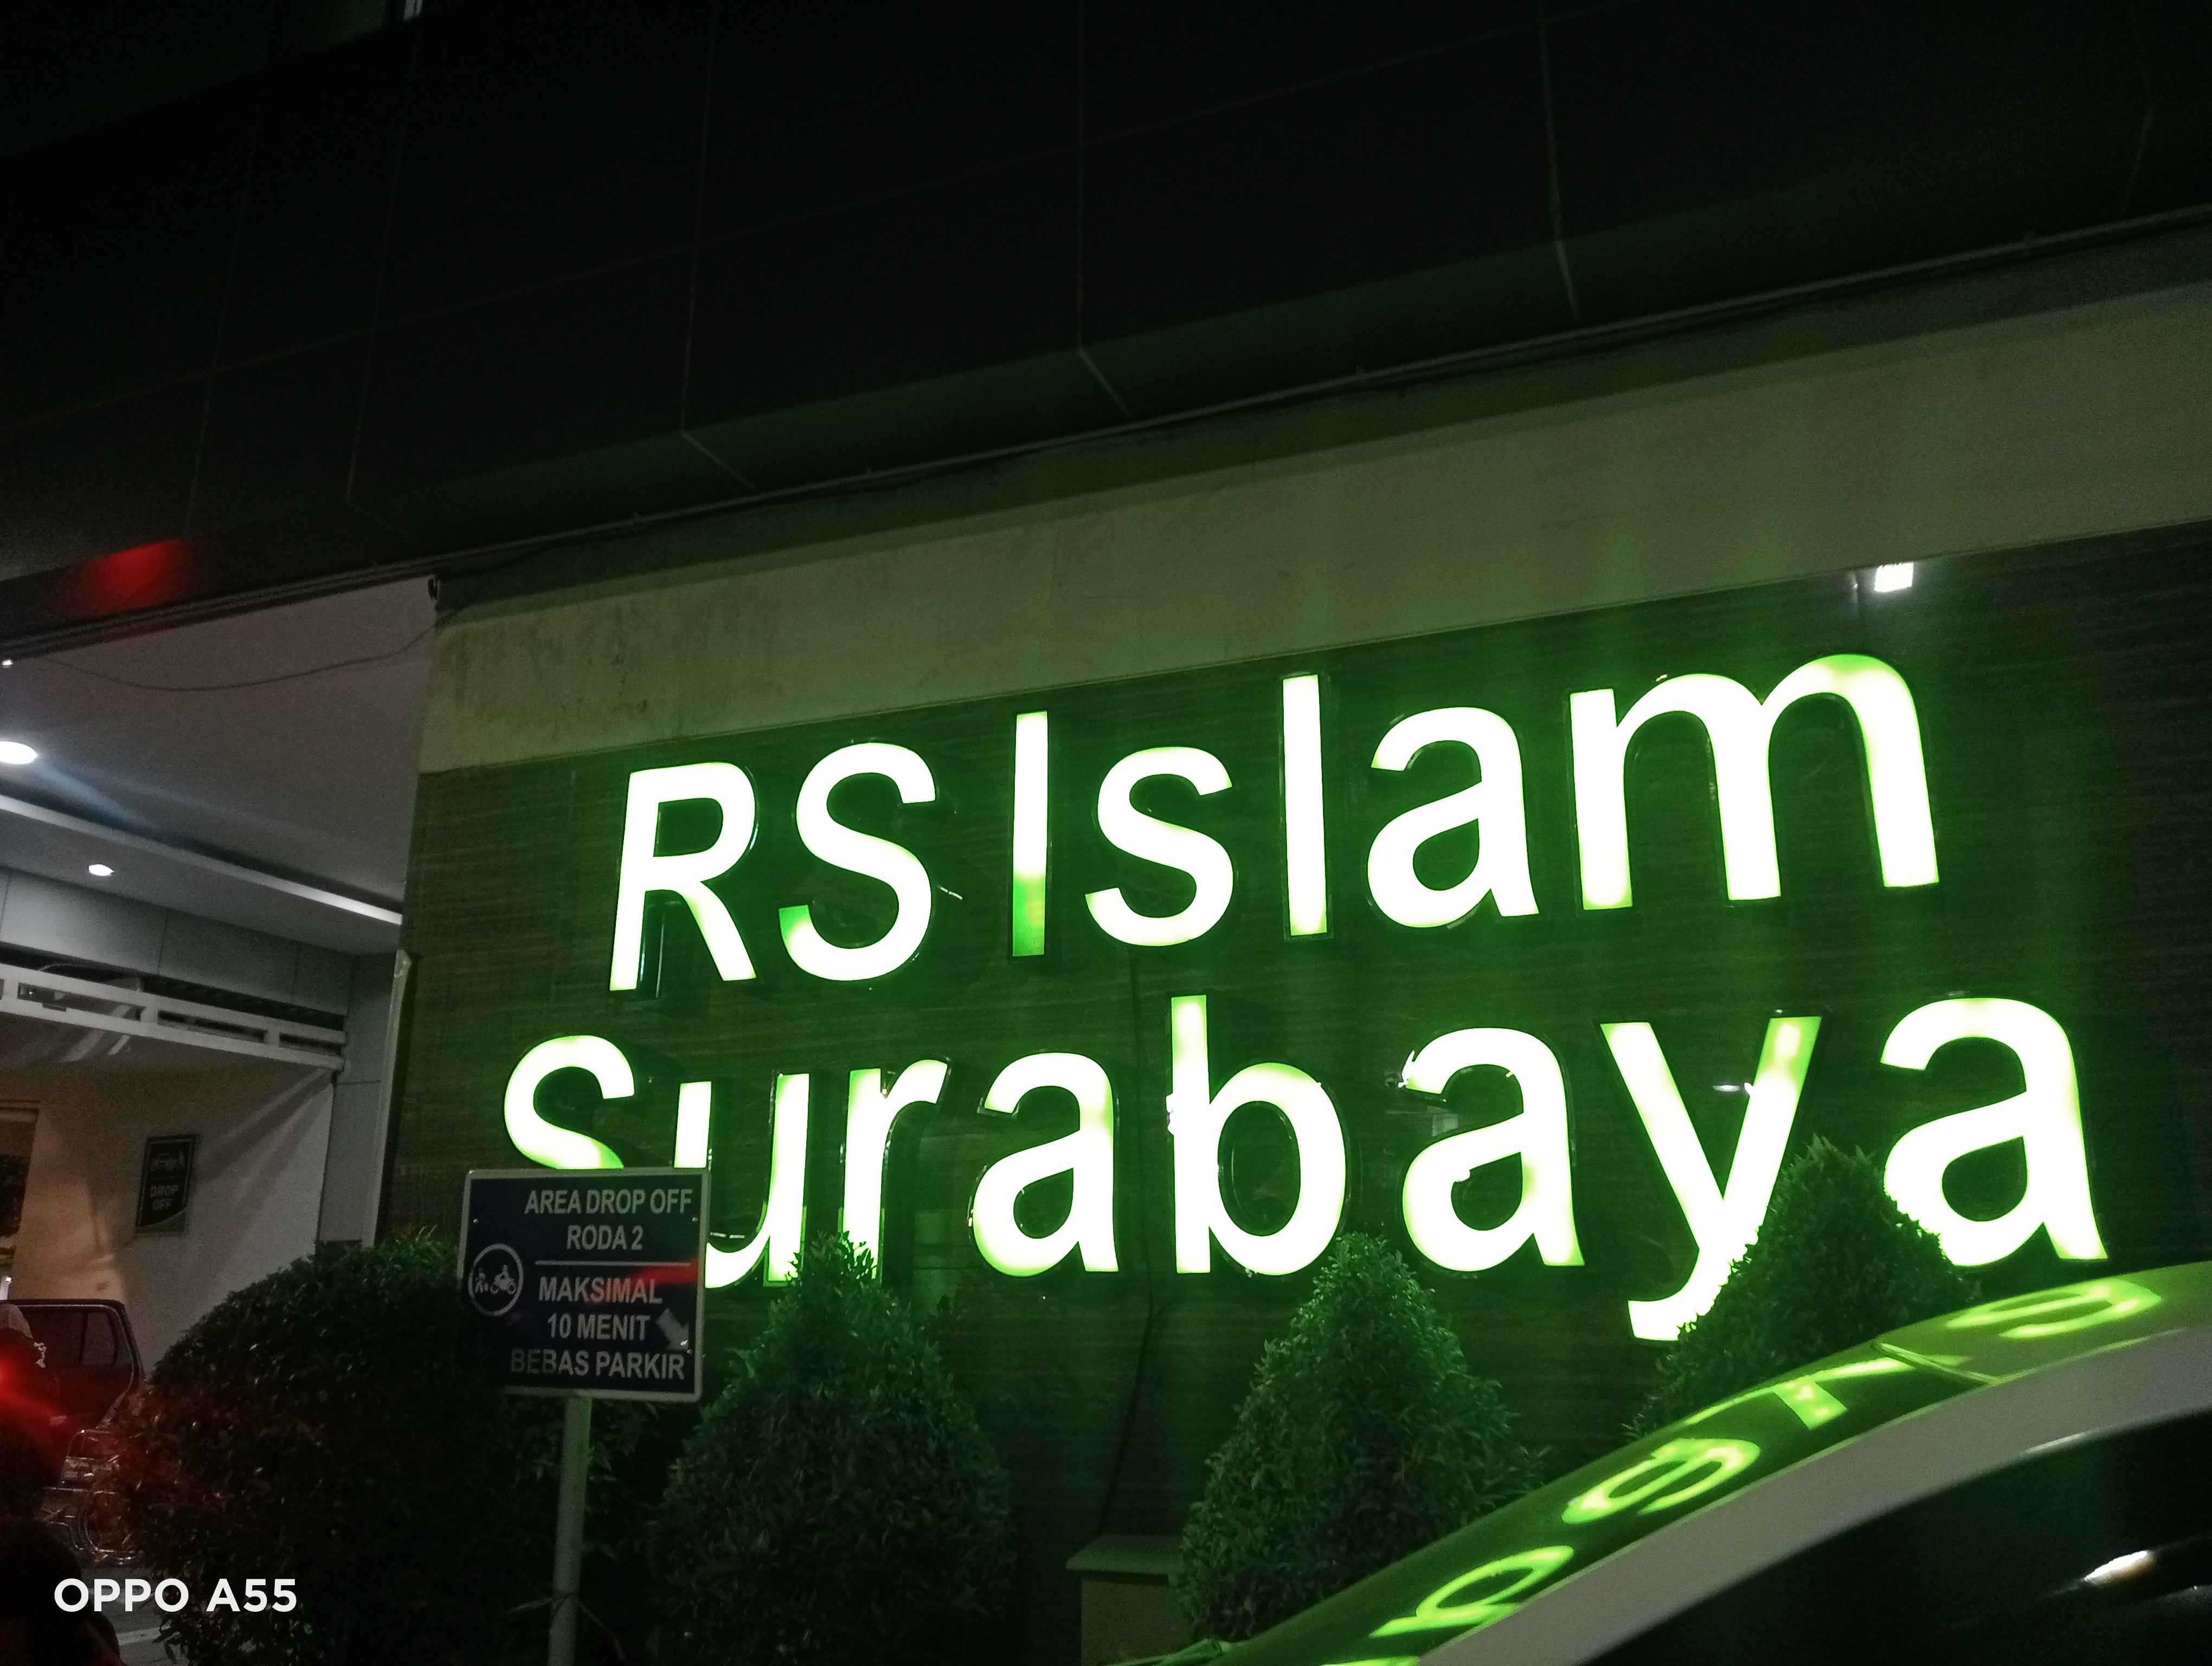 RS Islam
Surabaya
AREA DROP OFF
RODA 2
MAKSIMAL
10 MENIT
BEBAS PARKIR
DROP
OFF
OPPO A55